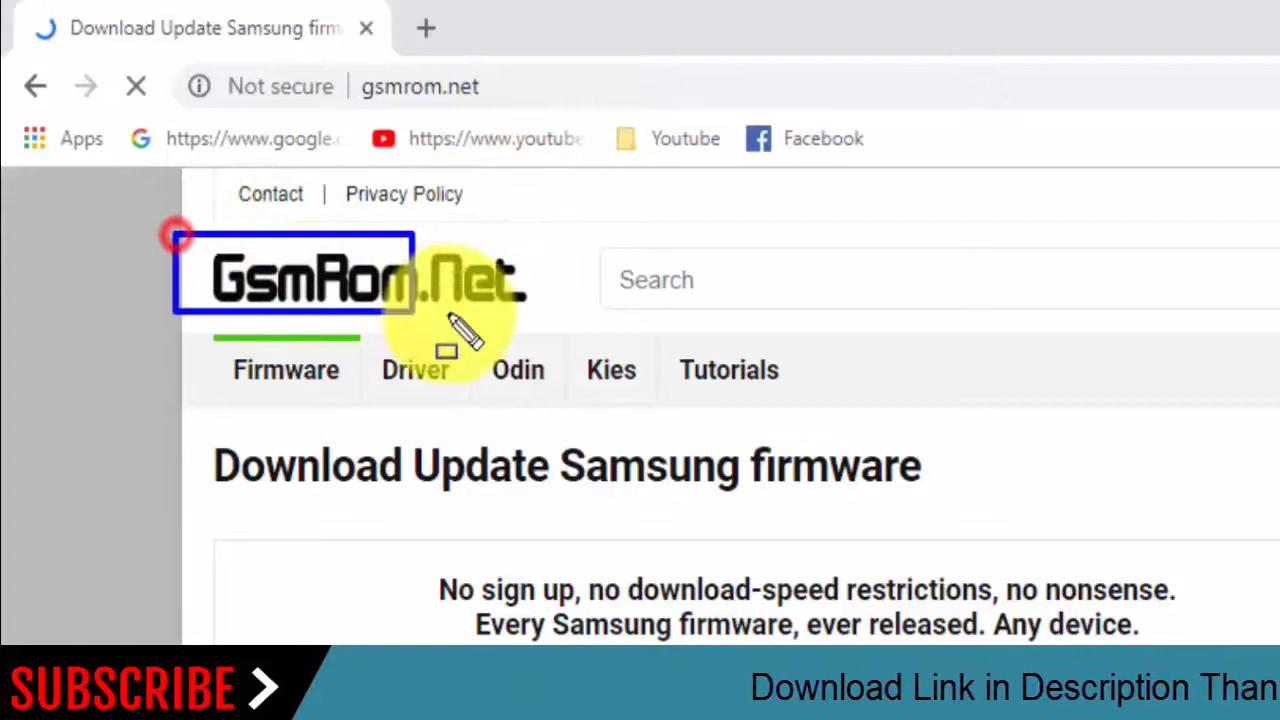 Download Update Samsung firm
Not secure | gsmrom.net
Apps https://www.google.c https://www.youtube Youtube Facebook
Contact | Privacy Policy
GsmRom.Net
Search
Firmware Driver Odin Kies Tutorials
Download Update Samsung firmware
No sign up, no download-speed restrictions, no nonsense.
Every Samsung firmware, ever released. Any device.
SUBSCRIBE
Download Link in Description Than